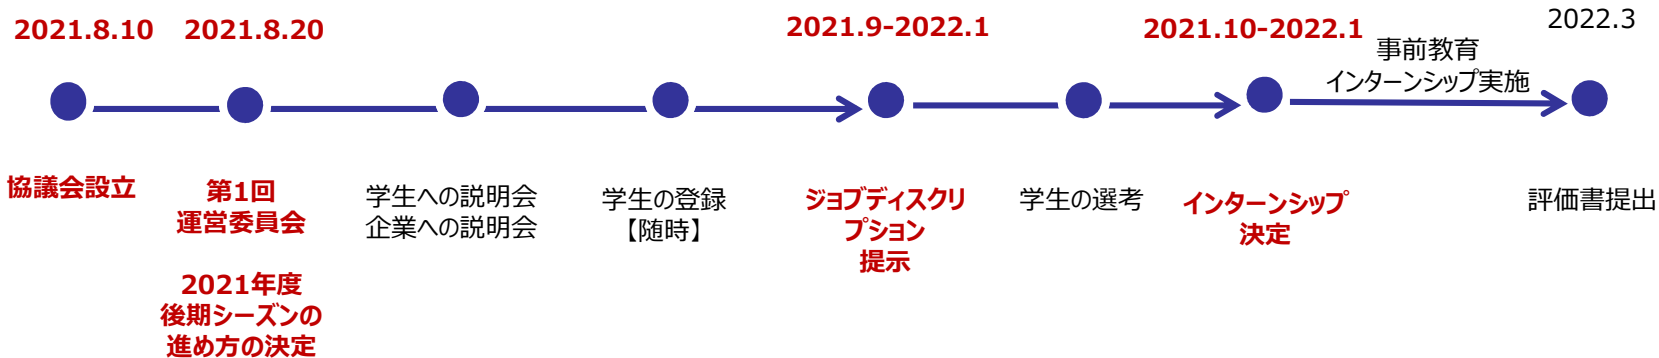 2021.8.10
2021.8.20
2021.9-2022.1
2021.10-2022.1
2022.3
事前教育
インターンシップ実施
協議会設立
第1回
運営委員会
2021年度
後期シーズンの
進め方の決定
学生への説明会
企業への説明会
学生の登録
【随時】
ジョブディスクリ
プション
提示
学生の選考
インターンシップ
決定
評価書提出